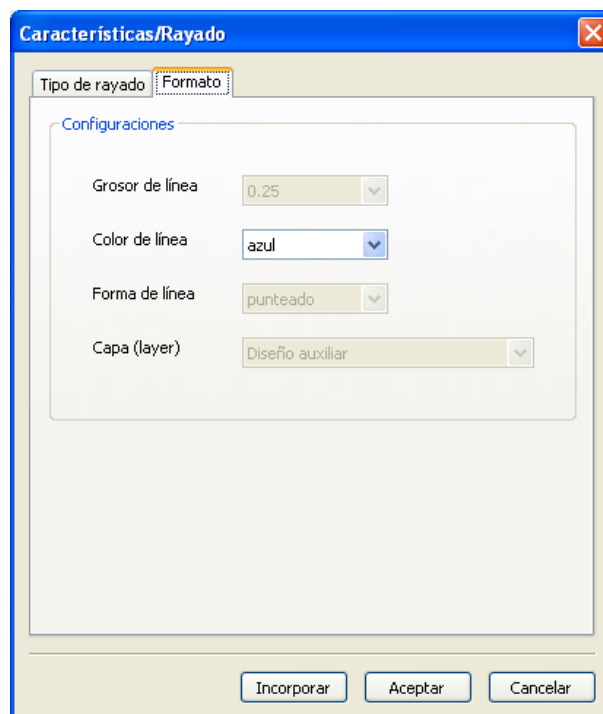 Características/Rayado
Tipo de rayado Formato
Configuraciones
Grosor de línea 0.25
Color de línea azul
Forma de línea punteado
Capa (layer) Diseño auxiliar
Incorporar Aceptar Cancelar